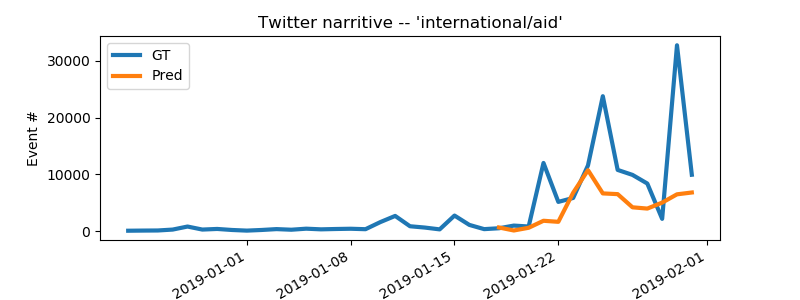 Twitter narritive -- 'international/aid'
GT
Pred
Event #
30000
20000
10000
0
2019-01-01
2019-01-08
2019-01-15
2019-01-22
2019-02-01